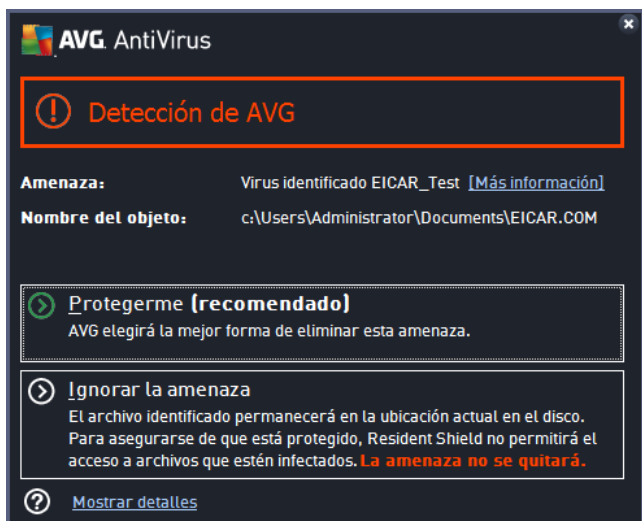 AVG. AntiVirus
Detección de AVG
Amenaza: Virus identificado EICAR_Test [Más información]
Nombre del objeto: c:\Users\Administrator\Documents\EICAR.COM
Protegerme (recomendado)
AVG elegirá la mejor forma de eliminar esta amenaza.
Ignorar la amenaza
El archivo identificado permanecerá en la ubicación actual en el disco.
Para asegurarse de que está protegido, Resident Shield no permitirá el
acceso a archivos que estén infectados. La amenaza no se quitará.
Mostrar detalles